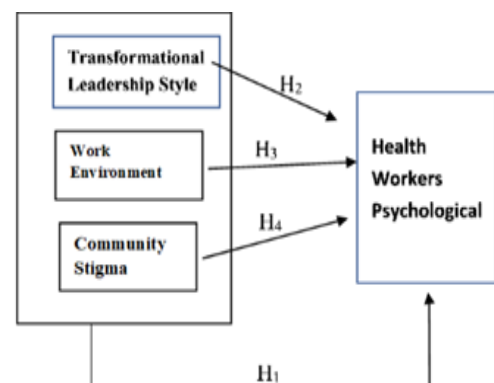 Transformational
Leadership Style
H2
Work
Environment
H3
Health
Workers
Psychological
Community
Stigma
H4
H1